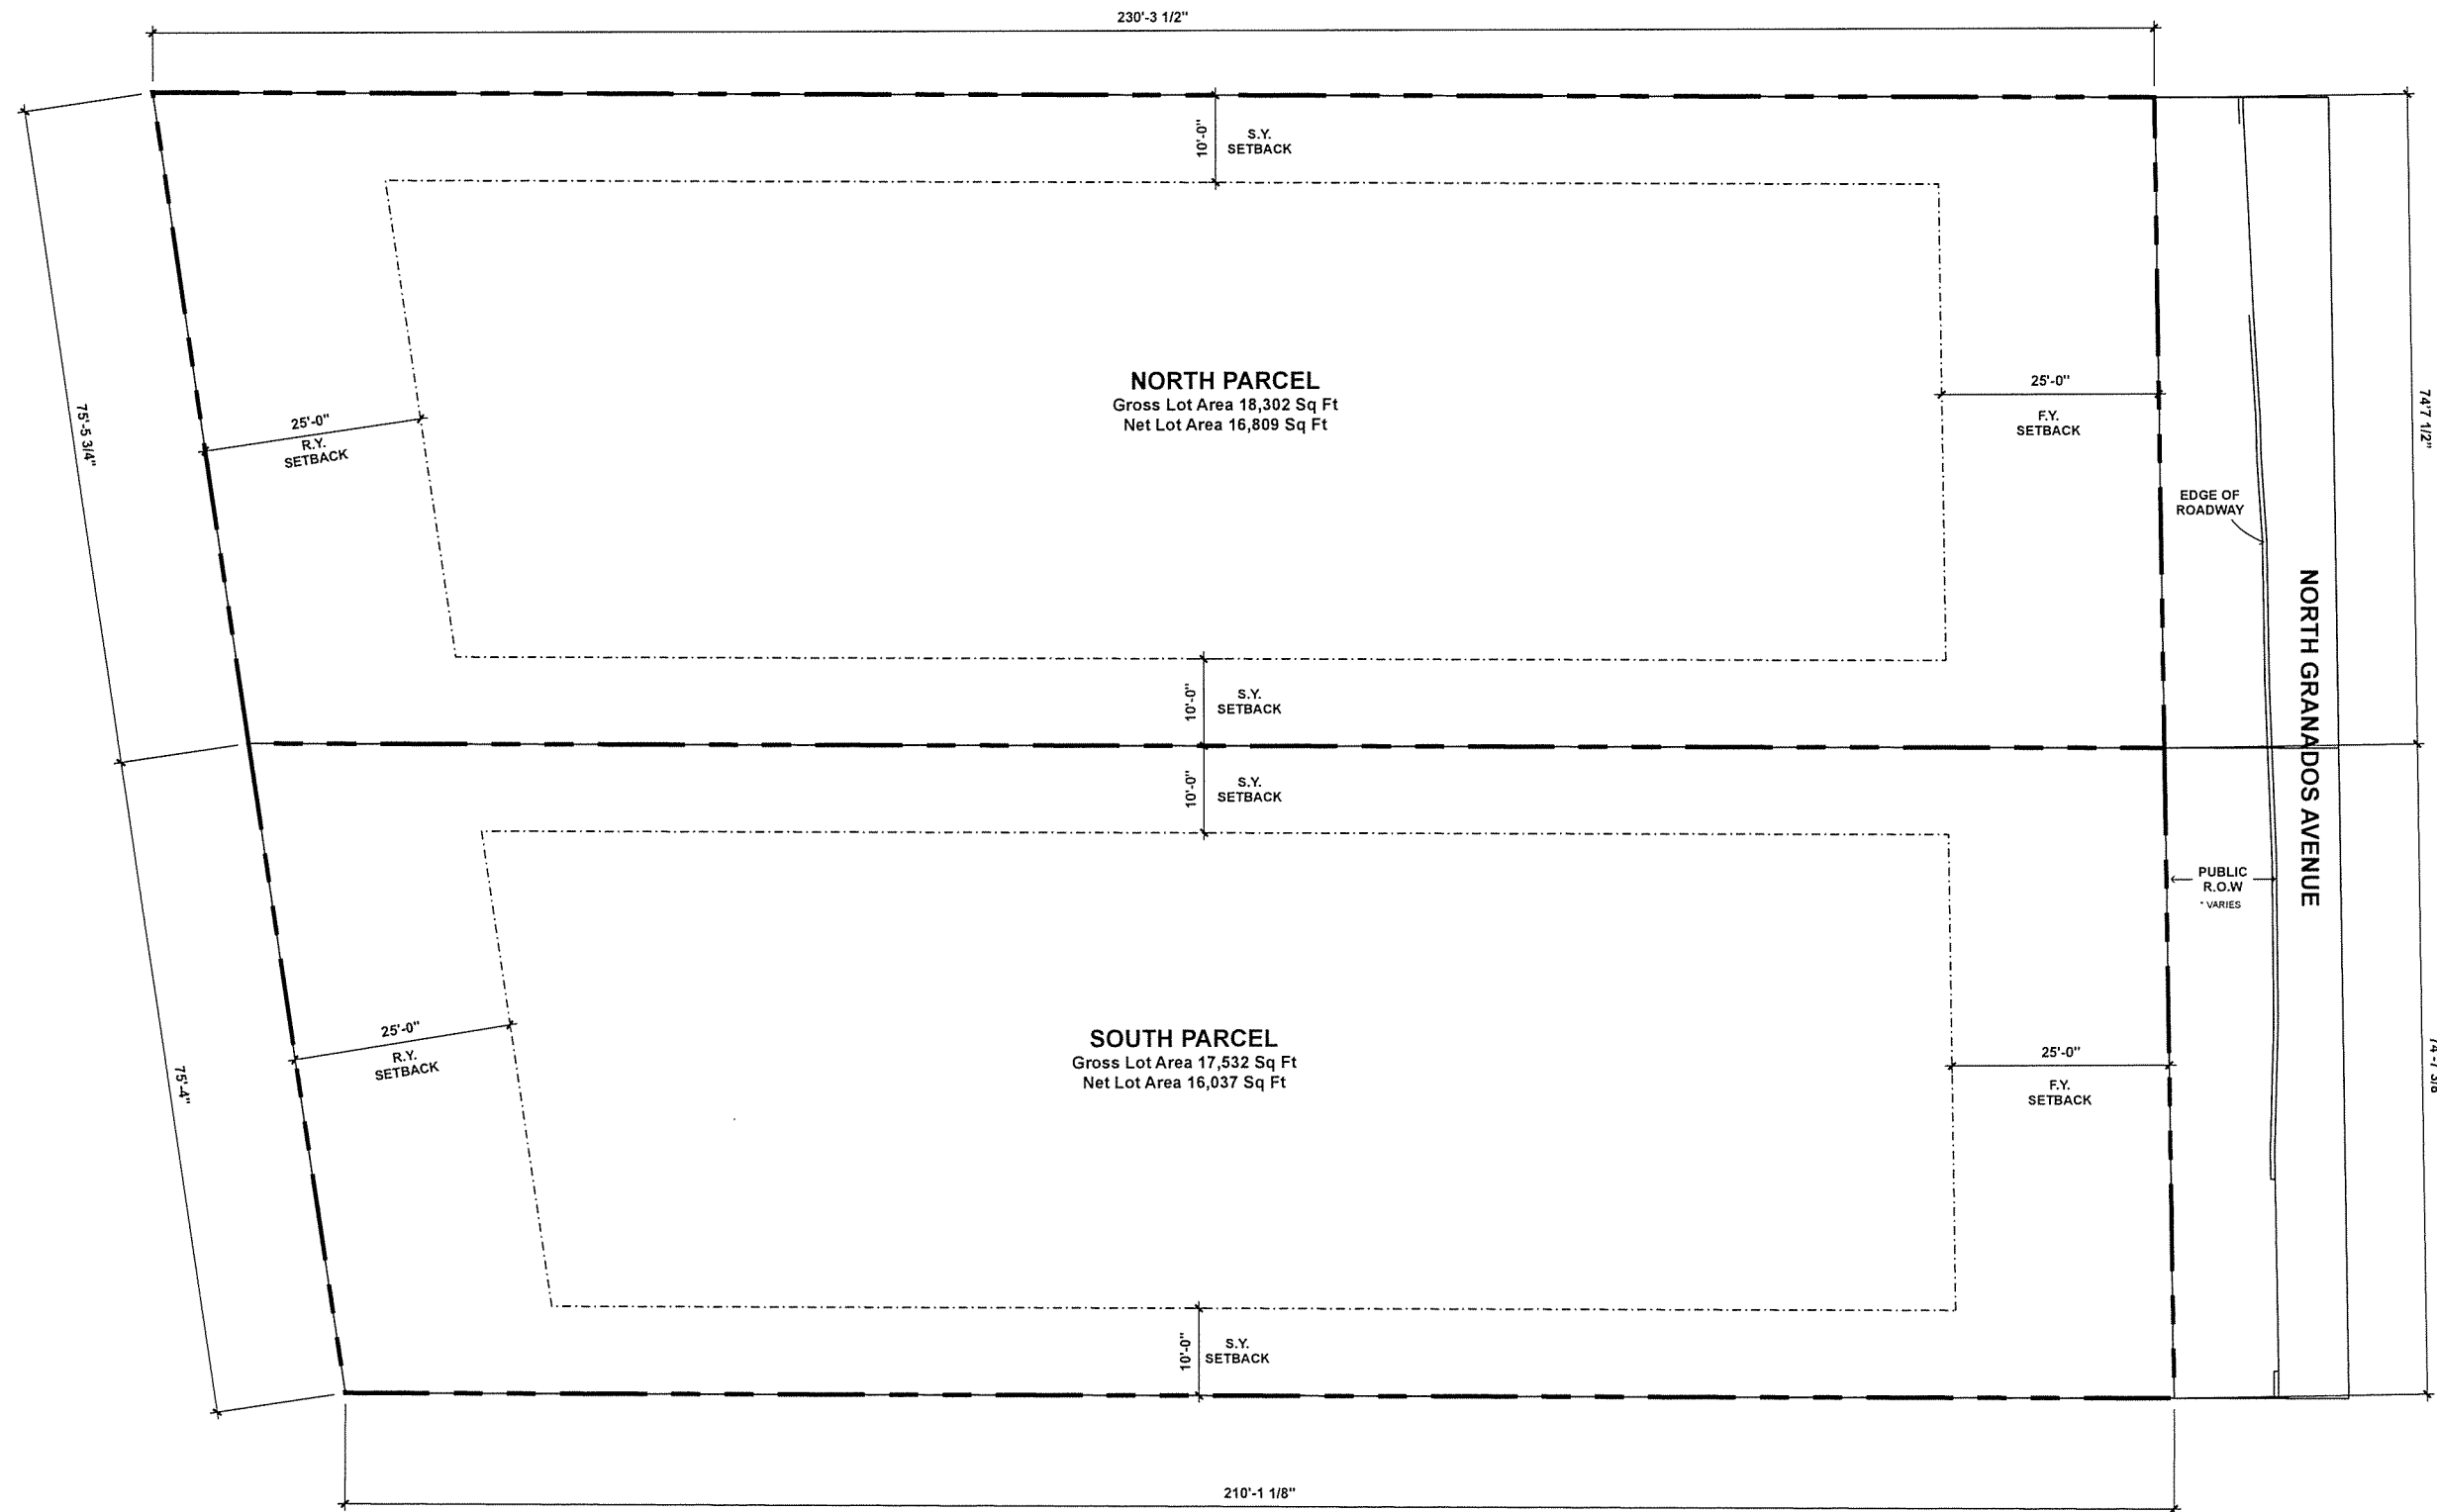 230'-3 1/2"
10'-0"
S.Y.
SETBACK
NORTH PARCEL
Gross Lot Area 18,302 Sq Ft
Net Lot Area 16,809 Sq Ft
25'-0"
F.Y.
SETBACK
75'-5 3/4"
25'-0"
R.Y.
SETBACK
74'7 1/2"
EDGE OF
ROADWAY
NORTH GRANADOS AVENUE
10'-0"
S.Y.
SETBACK
10'-0"
S.Y.
SETBACK
PUBLIC
R.O.W
* VARIES
SOUTH PARCEL
Gross Lot Area 17,532 Sq Ft
Net Lot Area 16,037 Sq Ft
25'-0"
R.Y.
SETBACK
75'-4"
25'-0"
F.Y.
SETBACK
10'-0"
S.Y.
SETBACK
210'-1 1/8"